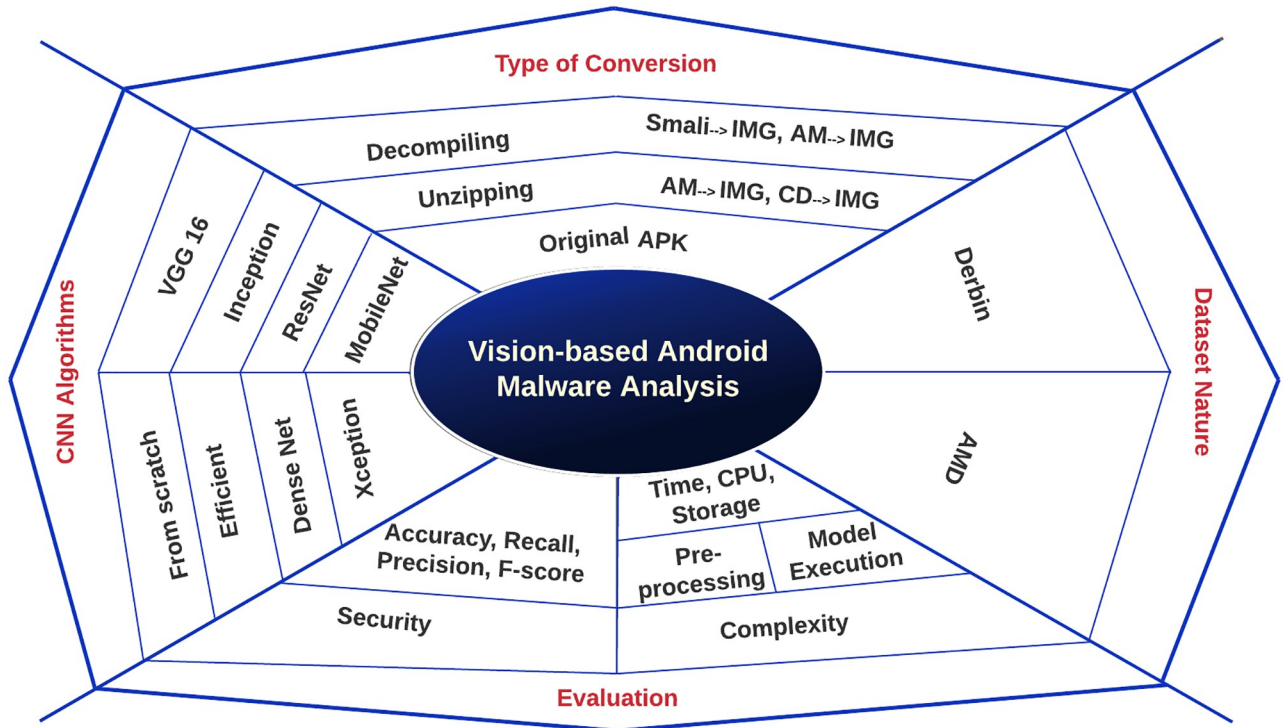 Type of Conversion
Decompiling
Smali--> IMG, AM--> IMG
Unzipping
AM--> IMG, CD--> IMG
Original APK
CNN Algorithms
VGG 16
Inception
ResNet
MobileNet
From scratch
Efficient
Dense Net
Xception
Vision-based Android
Malware Analysis
Derbin
AMD
Dataset Nature
Time, CPU,
Storage
Pre-
processing
Model
Execution
Complexity
Accuracy, Recall,
Precision, F-score
Security
Evaluation